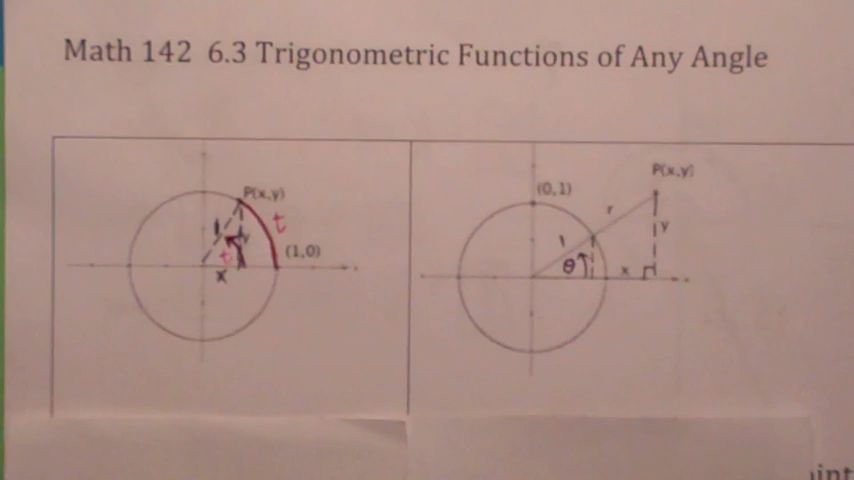 Math 142 6.3 Trigonometric Functions of Any Angle
P(x,y)
t
1
y
t
(1,0)
x
P(x,y)
(0,1)
r
y
1
θ
x